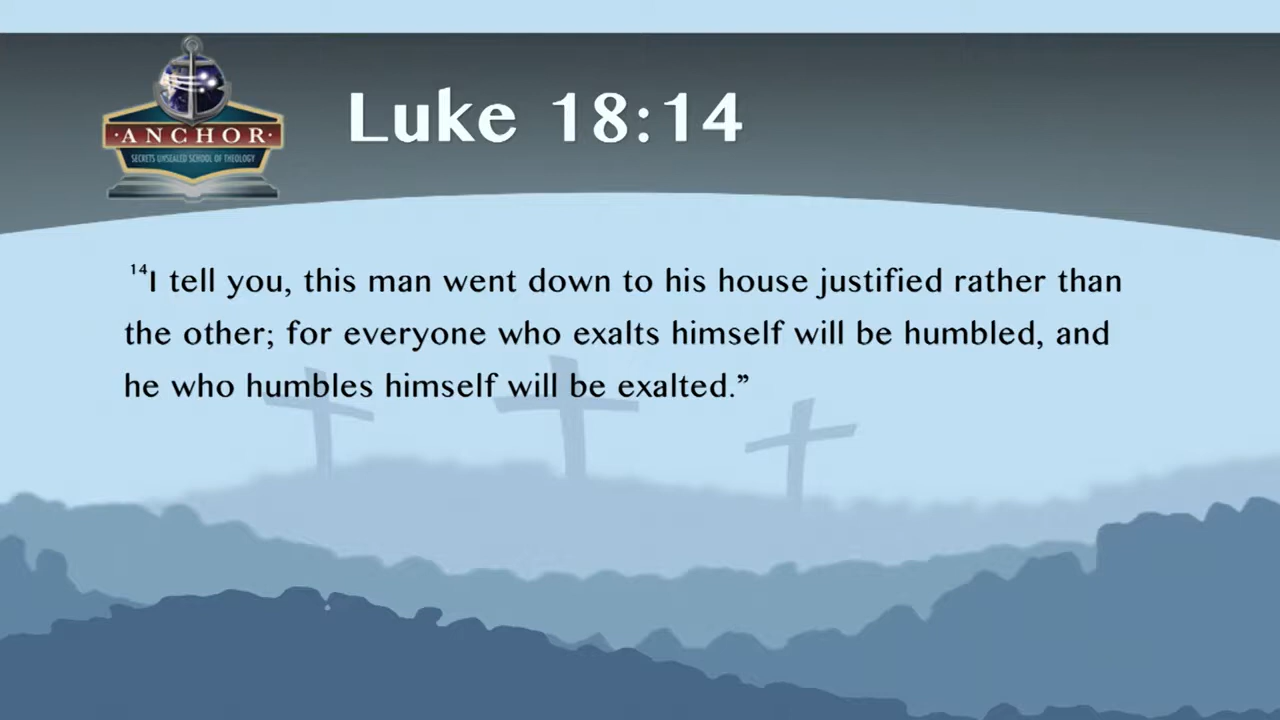 Luke 18:14
·ANCHOR·
SECRETS UNSEALED SCHOOL OF THEOLOGY
14I tell you, this man went down to his house justified rather than
the other; for everyone who exalts himself will be humbled, and
he who humbles himself will be exalted.”